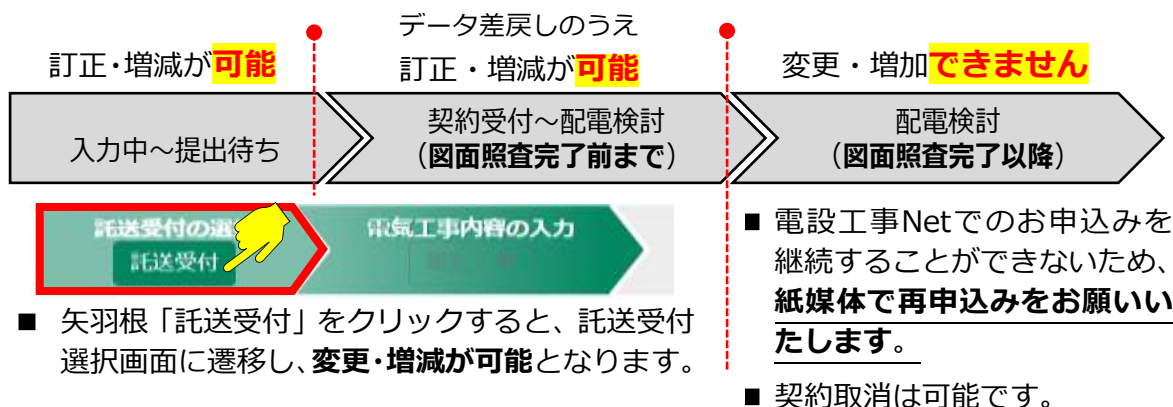 訂正・増減が可能
データ差戻しのうえ
訂正・増減が可能
変更・増加できません
入力中～提出待ち
契約受付～配電検討
（図面照査完了前まで）
配電検討
（図面照査完了以降）
託送受付の選
託送受付
電気工事内容の入力
■ 矢羽根「託送受付」をクリックすると、託送受付
選択画面に遷移し、変更・増減が可能となります。
■ 電設工事Netでのお申込みを
継続することができないため、
紙媒体で再申込みをお願いい
たします。
■ 契約取消は可能です。